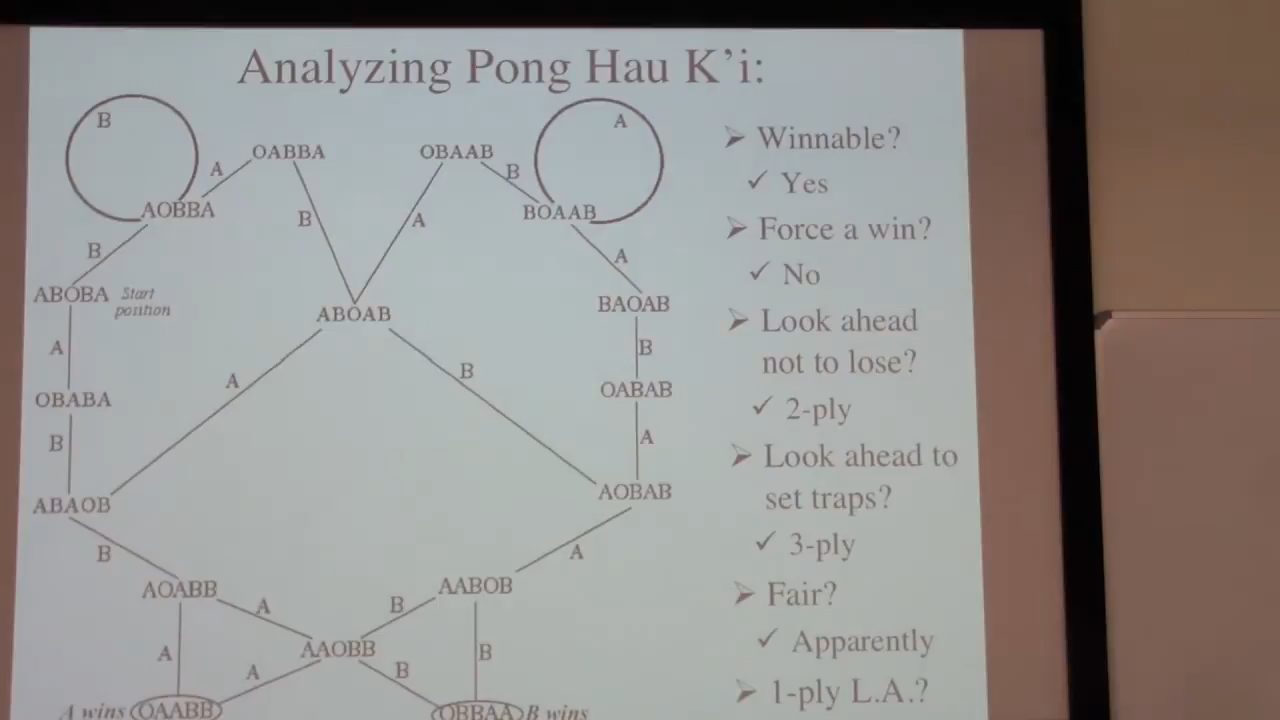 Analyzing Pong Hau K’i:
B
A
OABBA
OBAAB
A
B
AOBBA
BOAAB
B
A
B
A
ABOBA Start position
ABOAB
BAOAB
A
B
A
B
OBABA
OABAB
B
A
ABAOB
AOBAB
B
A
AOABB
AABOB
A
B
AAOBB
A
A
B
B
A wins OAABB
OBBAA B wins
➢ Winnable?
✓ Yes
➢ Force a win?
✓ No
➢ Look ahead
not to lose?
✓ 2-ply
➢ Look ahead to
set traps?
✓ 3-ply
➢ Fair?
✓ Apparently
➢ 1-ply L.A.?